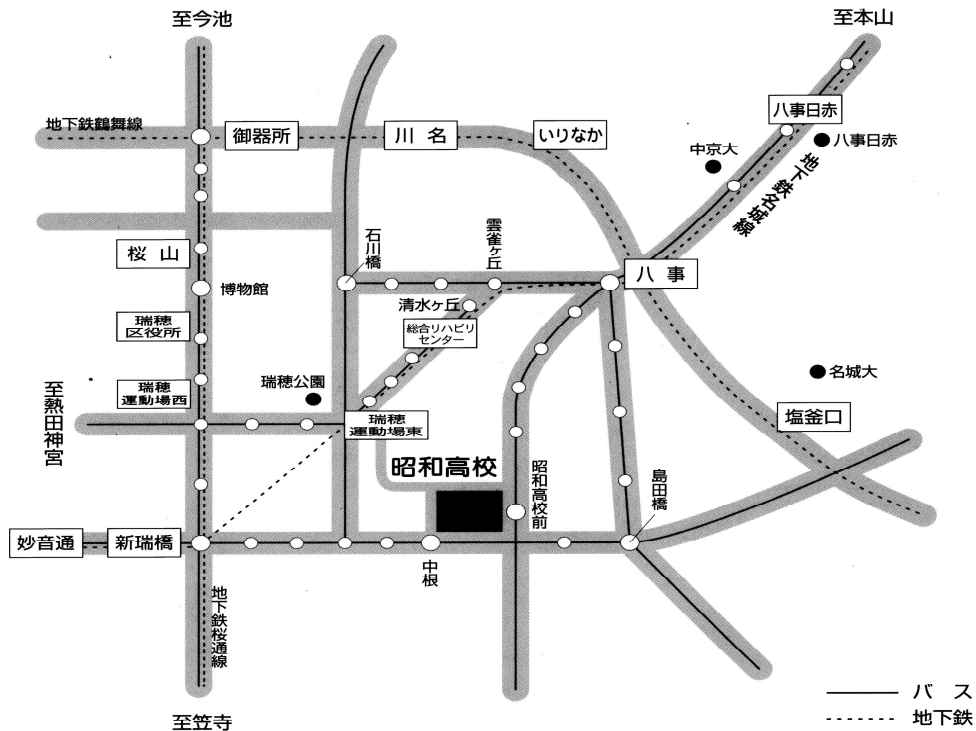 至今池
至本山
地下鉄鶴舞線
御器所
川名
いりなか
八事日赤
八事日赤
中京大
地下鉄名城線
桜山
石川橋
雲雀ヶ丘
八事
博物館
清水ヶ丘
瑞穂
区役所
総合リハビリ
センター
瑞穂
運動場西
瑞穂公園
名城大
至熱田神宮
瑞穂
運動場東
塩釜口
昭和高校
昭和高校前
島田橋
妙音通
新瑞橋
中根
地下鉄桜通線
バス
地下鉄
至笠寺